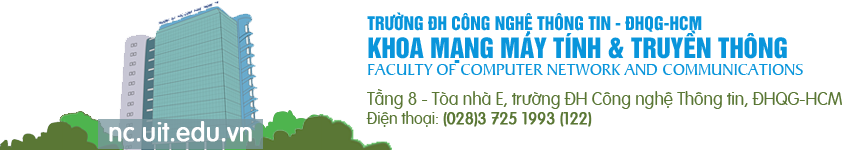 TRƯỜNG ĐH CÔNG NGHỆ THÔNG TIN - ĐHQG-HCM
KHOA MẠNG MÁY TÍNH & TRUYỀN THÔNG
FACULTY OF COMPUTER NETWORK AND COMMUNICATIONS
Tầng 8 - Tòa nhà E, trường ĐH Công nghệ Thông tin, ĐHQG-HCM
Điện thoại: (028)3 725 1993 (122)
nc.uit.edu.vn